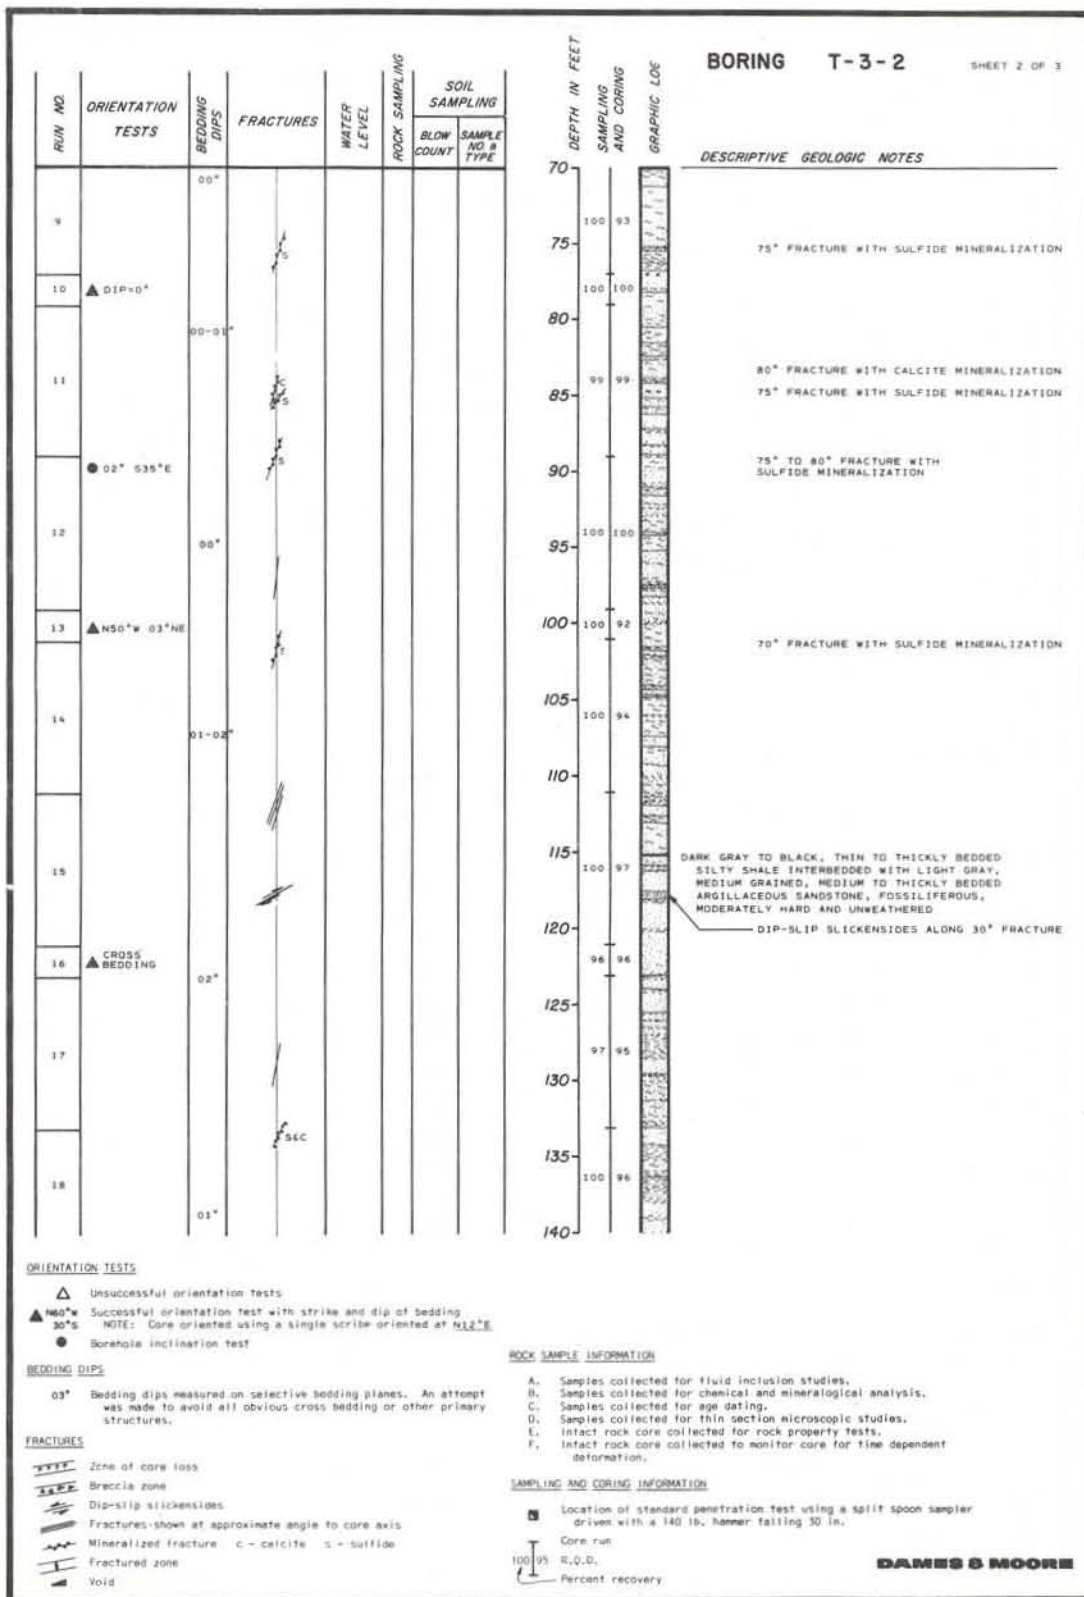 BORING T-3-2
SHEET 2 OF 3
RUN NO.
ORIENTATION TESTS
BEDDING DIPS
FRACTURES
WATER LEVEL
ROCK SAMPLING
SOIL SAMPLING
BLOW COUNT
SAMPLE NO. & TYPE
DEPTH IN FEET
SAMPLING AND CORING
GRAPHIC LOG
DESCRIPTIVE GEOLOGIC NOTES
70
00°
9
100 93
S
75
75° FRACTURE WITH SULFIDE MINERALIZATION
10
DIP=0°
100 100
80
00-01°
11
99 99
C
80° FRACTURE WITH CALCITE MINERALIZATION
S
85
75° FRACTURE WITH SULFIDE MINERALIZATION
02° S35°E
S
90
75° TO 80° FRACTURE WITH
SULFIDE MINERALIZATION
12
100 100
00°
95
13
N50°W 03°NE
100
100 92
70° FRACTURE WITH SULFIDE MINERALIZATION
105
14
100 94
01-02°
110
115
15
100 97
DARK GRAY TO BLACK, THIN TO THICKLY BEDDED
SILTY SHALE INTERBEDDED WITH LIGHT GRAY,
MEDIUM GRAINED, MEDIUM TO THICKLY BEDDED
ARGILLACEOUS SANDSTONE, FOSSILIFEROUS,
MODERATELY HARD AND UNWEATHERED
120
DIP-SLIP SLICKENSIDES ALONG 30° FRACTURE
16
CROSS
BEDDING
96 96
02°
125
17
97 95
130
S&C
135
18
100 96
01°
140
ORIENTATION TESTS
Unsuccessful orientation tests
N60°W Successful orientation test with strike and dip of bedding
30°S NOTE: Core oriented using a single scribe oriented at N12°E
Borehole inclination test
BEDDING DIPS
03° Bedding dips measured on selective bedding planes. An attempt
was made to avoid all obvious cross bedding or other primary
structures.
FRACTURES
Zone of core loss
Breccia zone
Dip-slip slickensides
Fractures-shown at approximate angle to core axis
Mineralized fracture c - calcite s - sulfide
Fractured zone
Void
ROCK SAMPLE INFORMATION
A. Samples collected for fluid inclusion studies.
B. Samples collected for chemical and mineralogical analysis.
C. Samples collected for age dating.
D. Samples collected for thin section microscopic studies.
E. Intact rock core collected for rock property tests.
F. Intact rock core collected to monitor core for time dependent
deformation.
SAMPLING AND CORING INFORMATION
Location of standard penetration test using a split spoon sampler
driven with a 140 lb. hammer falling 30 in.
Core run
100 95 R.Q.D.
Percent recovery
DAMES & MOORE